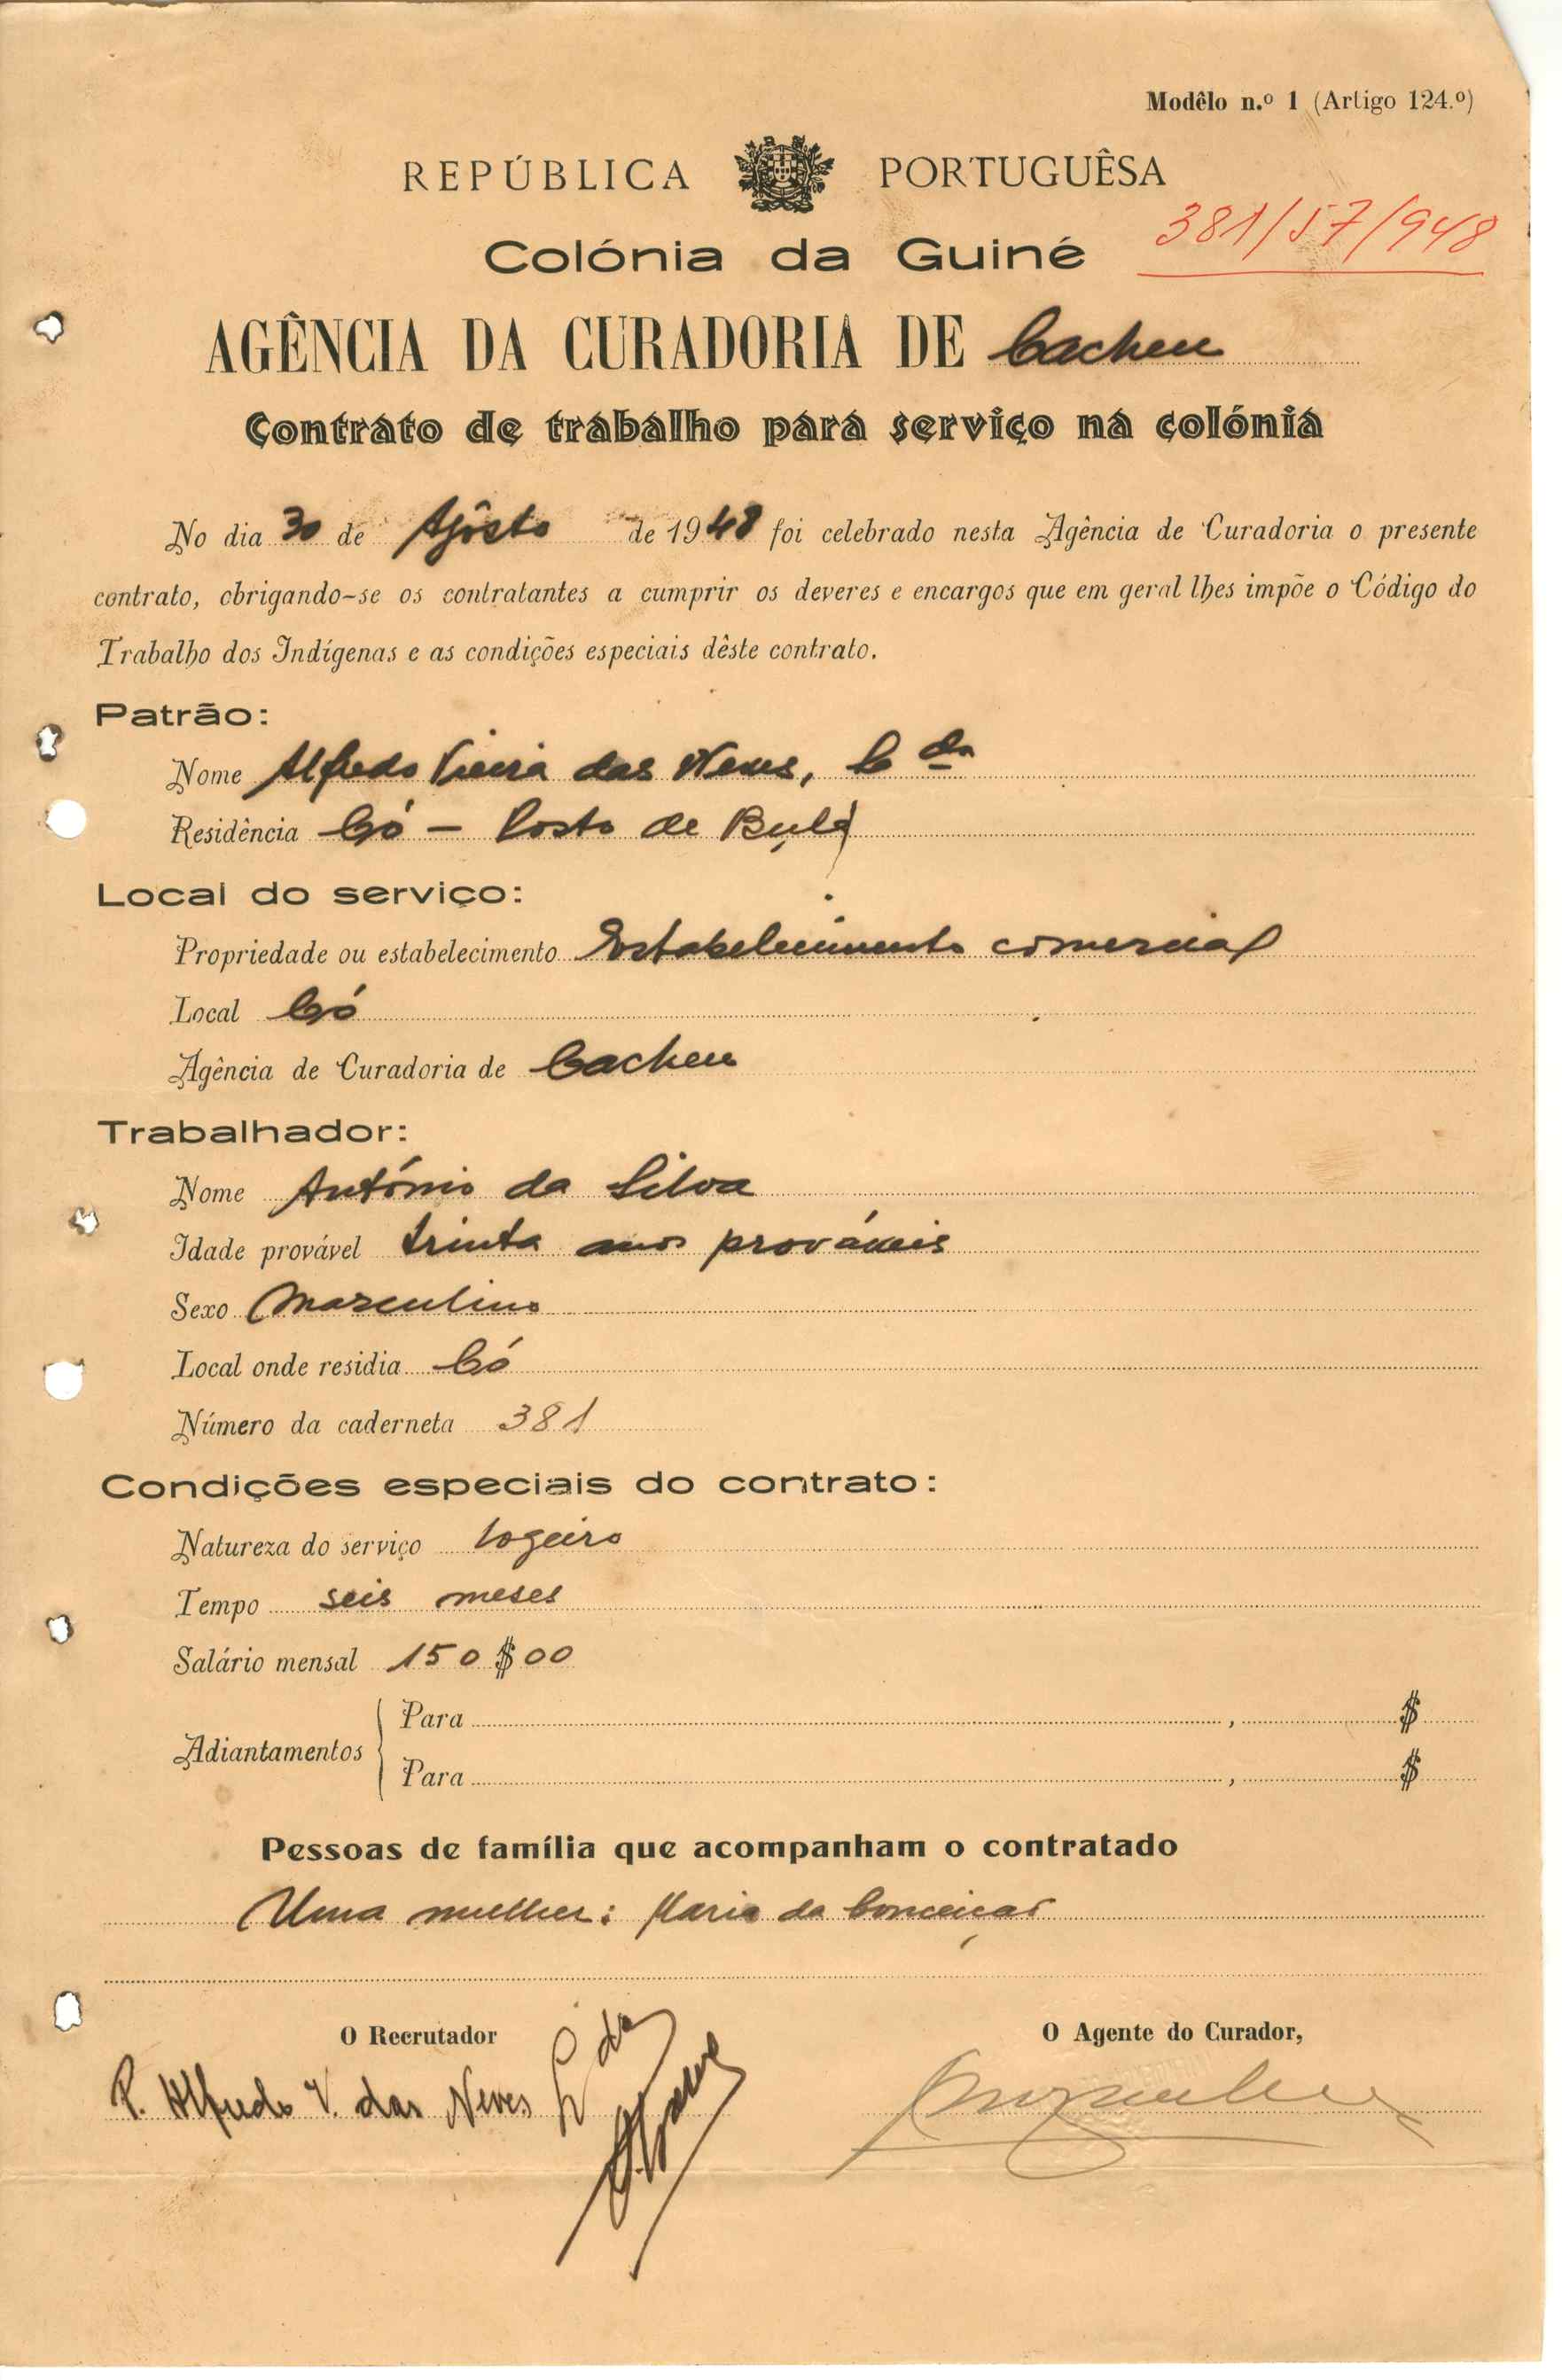 Modêlo n.º 1 (Artigo 124.º)
REPÚBLICA PORTUGUÊSA
381/57/948
Colónia da Guiné
AGÊNCIA DA CURADORIA DE Cacheu
Contrato de trabalho para serviço na colónia
No dia 30 de Agôsto de 1948 foi celebrado nesta Agência de Curadoria o presente
contrato, obrigando-se os contratantes a cumprir os deveres e encargos que em geral lhes impõe o Código do
Trabalho dos Indígenas e as condições especiais dêste contrato.
Patrão:
Nome Alfredo Vieira das Neves, Lda
Residência Có - Posto de Bula
Local do serviço:
Propriedade ou estabelecimento Estabelecimento comercial
Local Có
Agência de Curadoria de Cacheu
Trabalhador:
Nome António da Silva
Idade provável trinta anos prováveis
Sexo Masculino
Local onde residia Có
Número da caderneta 381
Condições especiais do contrato:
Natureza do serviço logeiro
Tempo seis meses
Salário mensal 150$00
Adiantamentos
Para , $
Para , $
Pessoas de família que acompanham o contratado
Uma mulher: Maria da Conceição
O Recrutador
O Agente do Curador,
P. Alfredo V. das Neves Lda